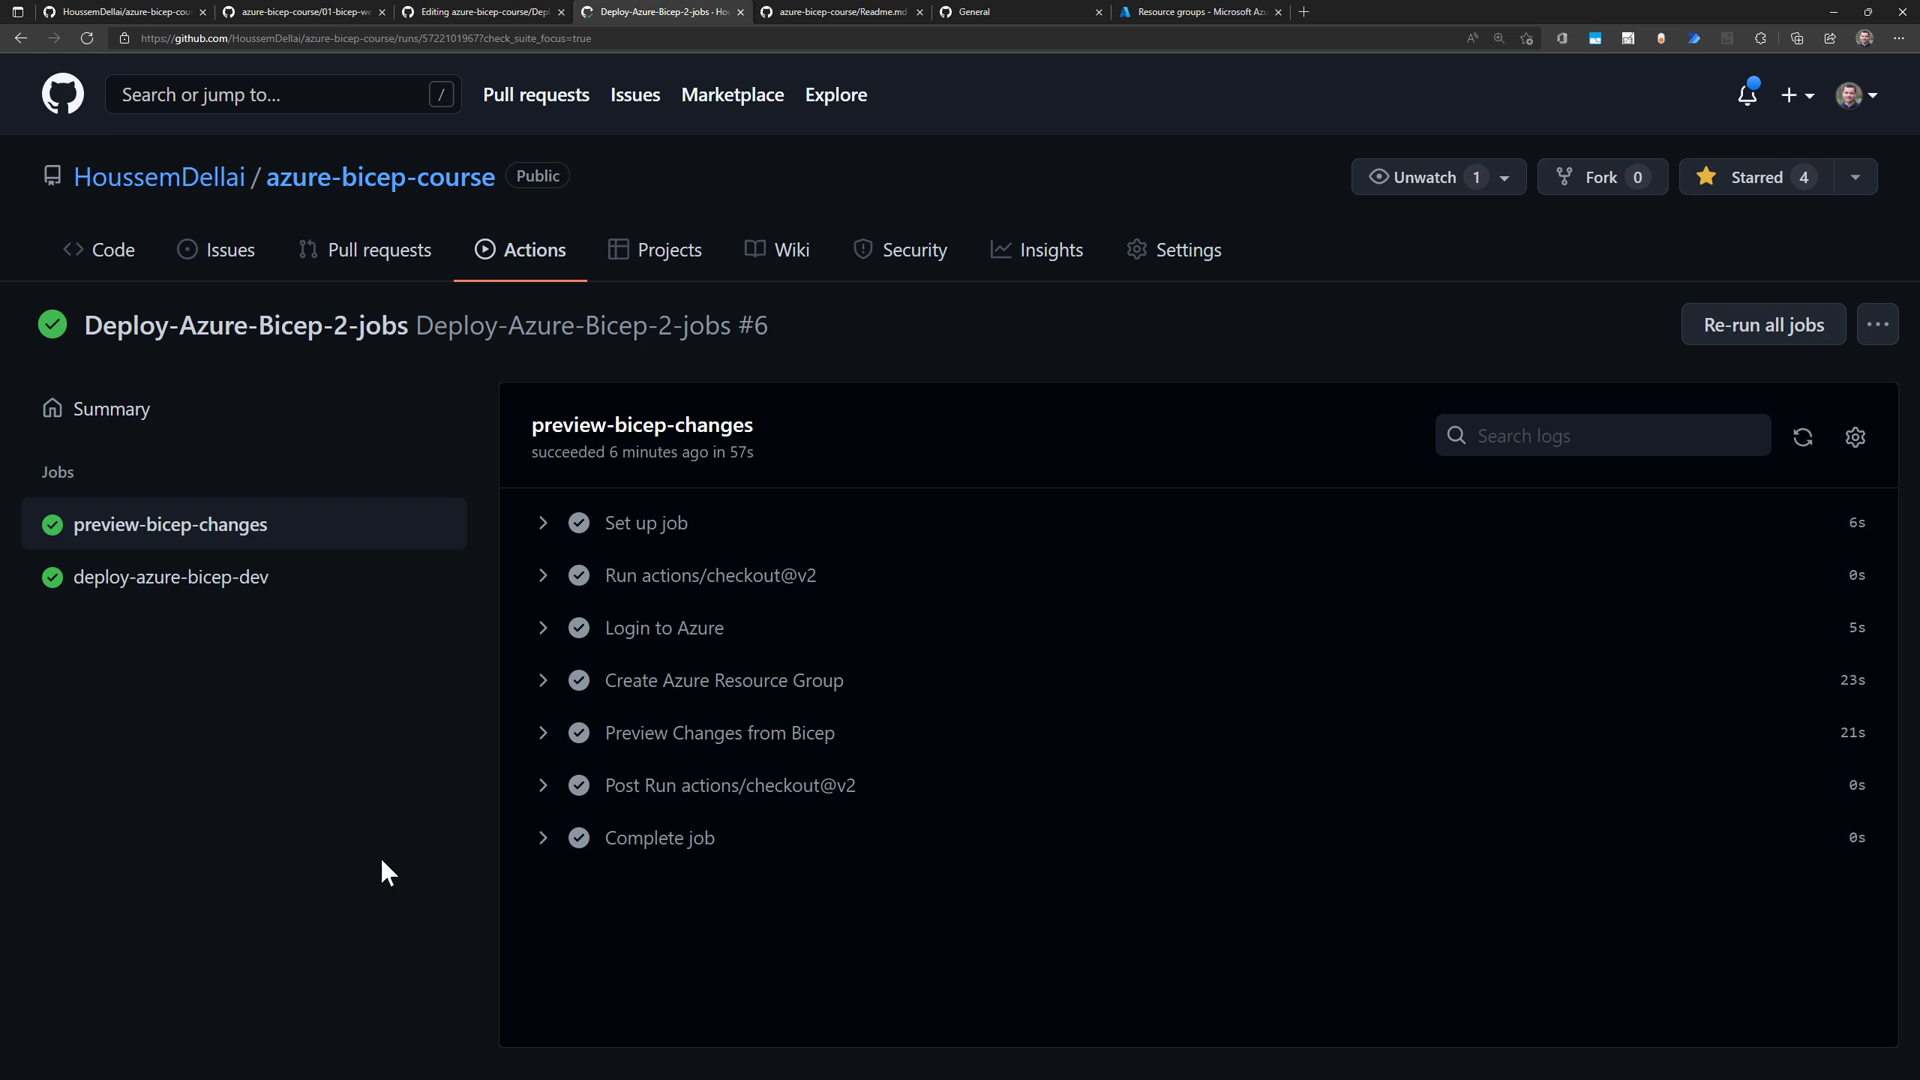 HoussemDellai/azure-bicep-cou
azure-bicep-course/01-bicep-we
Editing azure-bicep-course/Depl
Deploy-Azure-Bicep-2-jobs · Hou
azure-bicep-course/Readme.md
General
Resource groups - Microsoft Azu
https://github.com/HoussemDellai/azure-bicep-course/runs/5722101967?check_suite_focus=true
Search or jump to...
/
Pull requests
Issues
Marketplace
Explore
HoussemDellai / azure-bicep-course
Public
Unwatch 1
Fork 0
Starred 4
Code
Issues
Pull requests
Actions
Projects
Wiki
Security
Insights
Settings
Deploy-Azure-Bicep-2-jobs Deploy-Azure-Bicep-2-jobs #6
Re-run all jobs
Summary
Jobs
preview-bicep-changes
deploy-azure-bicep-dev
preview-bicep-changes
succeeded 6 minutes ago in 57s
Search logs
Set up job 6s
Run actions/checkout@v2 0s
Login to Azure 5s
Create Azure Resource Group 23s
Preview Changes from Bicep 21s
Post Run actions/checkout@v2 0s
Complete job 0s